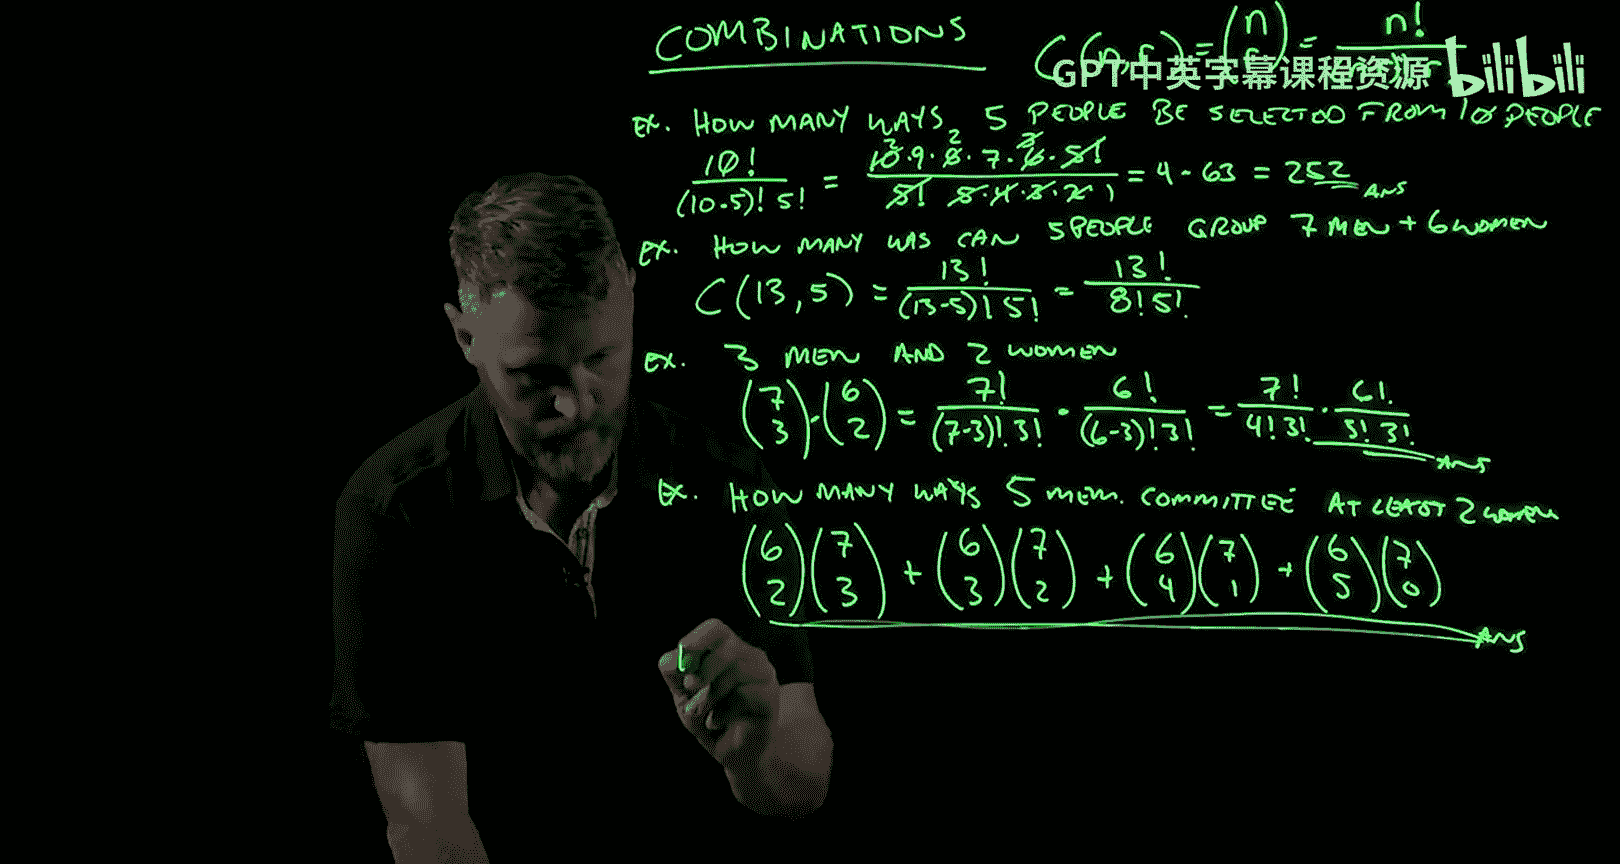 COMBINATIONS C(n,r) = (n r) = n!
GPT中英字幕课程资源 bilibili
EX. HOW MANY WAYS, 5 PEOPLE BE SELECTED FROM 10 PEOPLE
10! / (10-5)! 5! = 10·9·8·7·6·5! / 5! 5·4·3·2 1 = 4 · 63 = 252 ANS
2 2 2
EX. HOW MANY WAS CAN 5 PEOPLE GROUP 7 MEN + 6 WOMEN
C(13,5) = 13! / (13-5)! 5! = 13! / 8! 5!
EX. 3 MEN AND 2 WOMEN
(7 3)·(6 2) = 7! / (7-3)! 3! · 6! / (6-3)! 3! = 7! / 4! 3! · 6! / 3! 3! ANS
EX. HOW MANY WAYS 5 MEM. COMMITTEE AT LEAST 2 WOMEN
(6 2)(7 3) + (6 3)(7 2) + (6 4)(7 1) + (6 5)(7 0)
ANS